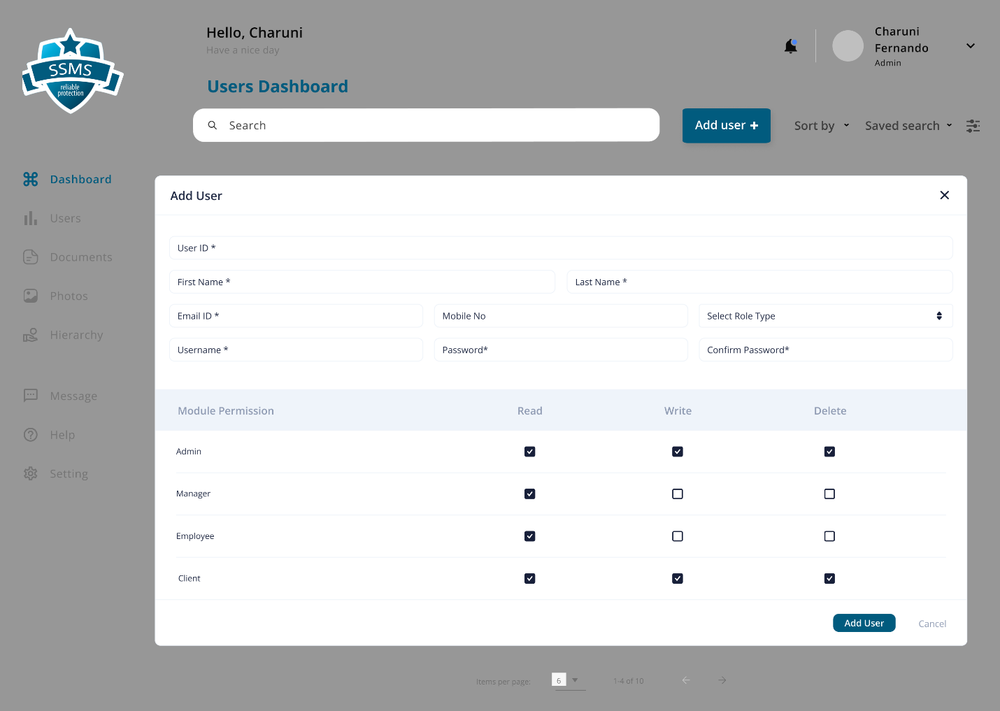 SSMS
reliable
protection
Hello, Charuni
Have a nice day
Charuni
Fernando
Admin
Users Dashboard
Search
Add user +
Sort by
Saved search
Dashboard
Users
Documents
Photos
Hierarchy
Message
Help
Setting
Add User
User ID *
First Name *
Last Name *
Email ID *
Mobile No
Select Role Type
Username *
Password*
Confirm Password*
Module Permission Read Write Delete
Admin
Manager
Employee
Client
Add User
Cancel
Items per page: 6 1-4 of 10